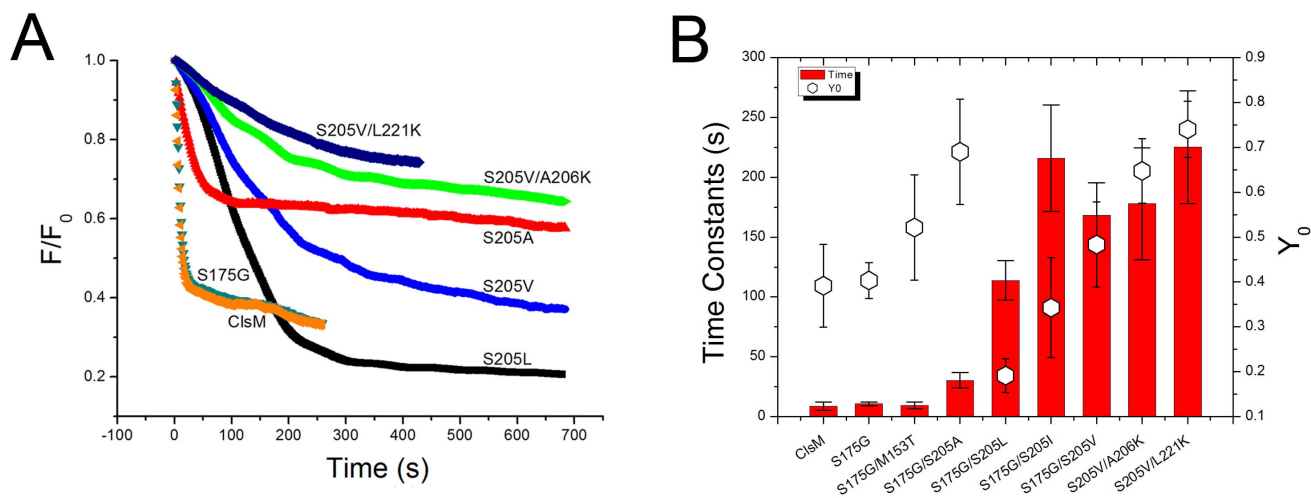 A
1.0
0.8
0.6
0.4
0.2
F/F0
-100 0 100 200 300 400 500 600 700
Time (s)
S205V/L221K
S205V/A206K
S205A
S205V
S175G
ClsM
S205L
B
300
250
200
150
100
50
0
Time Constants (s)
Time
Y0
0.9
0.8
0.7
0.6
0.5
0.4
0.3
0.2
0.1
Y0
ClsM
S175G
S175G/M153T
S175G/S205A
S175G/S205L
S175G/S205I
S175G/S205V
S205V/A206K
S205V/L221K